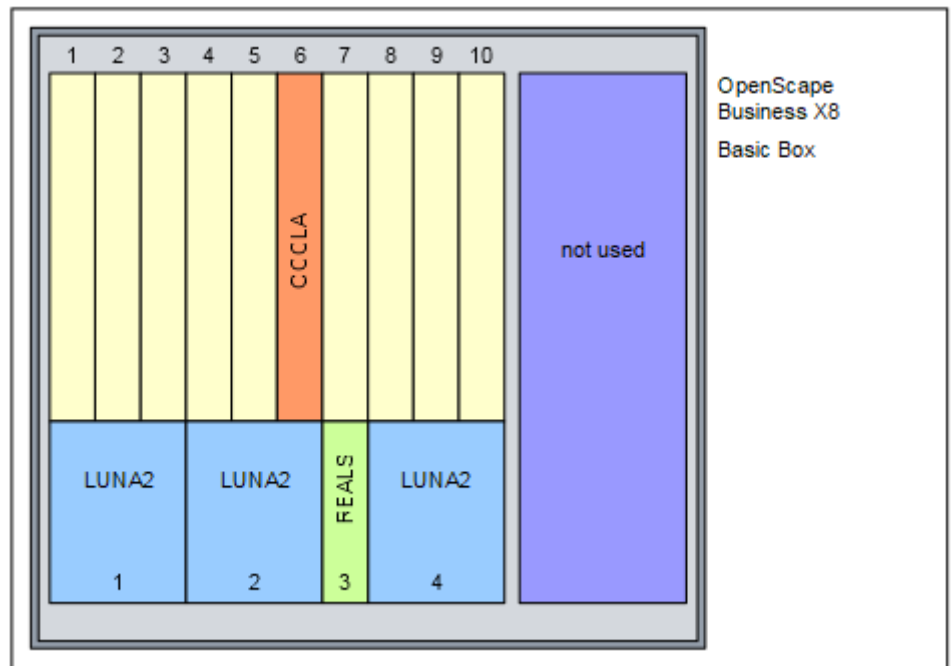 1 2 3 4 5 6 7 8 9 10
OpenScape
Business X8
Basic Box
CCCLA
not used
LUNA2 LUNA2 REALS LUNA2
1 2 3 4